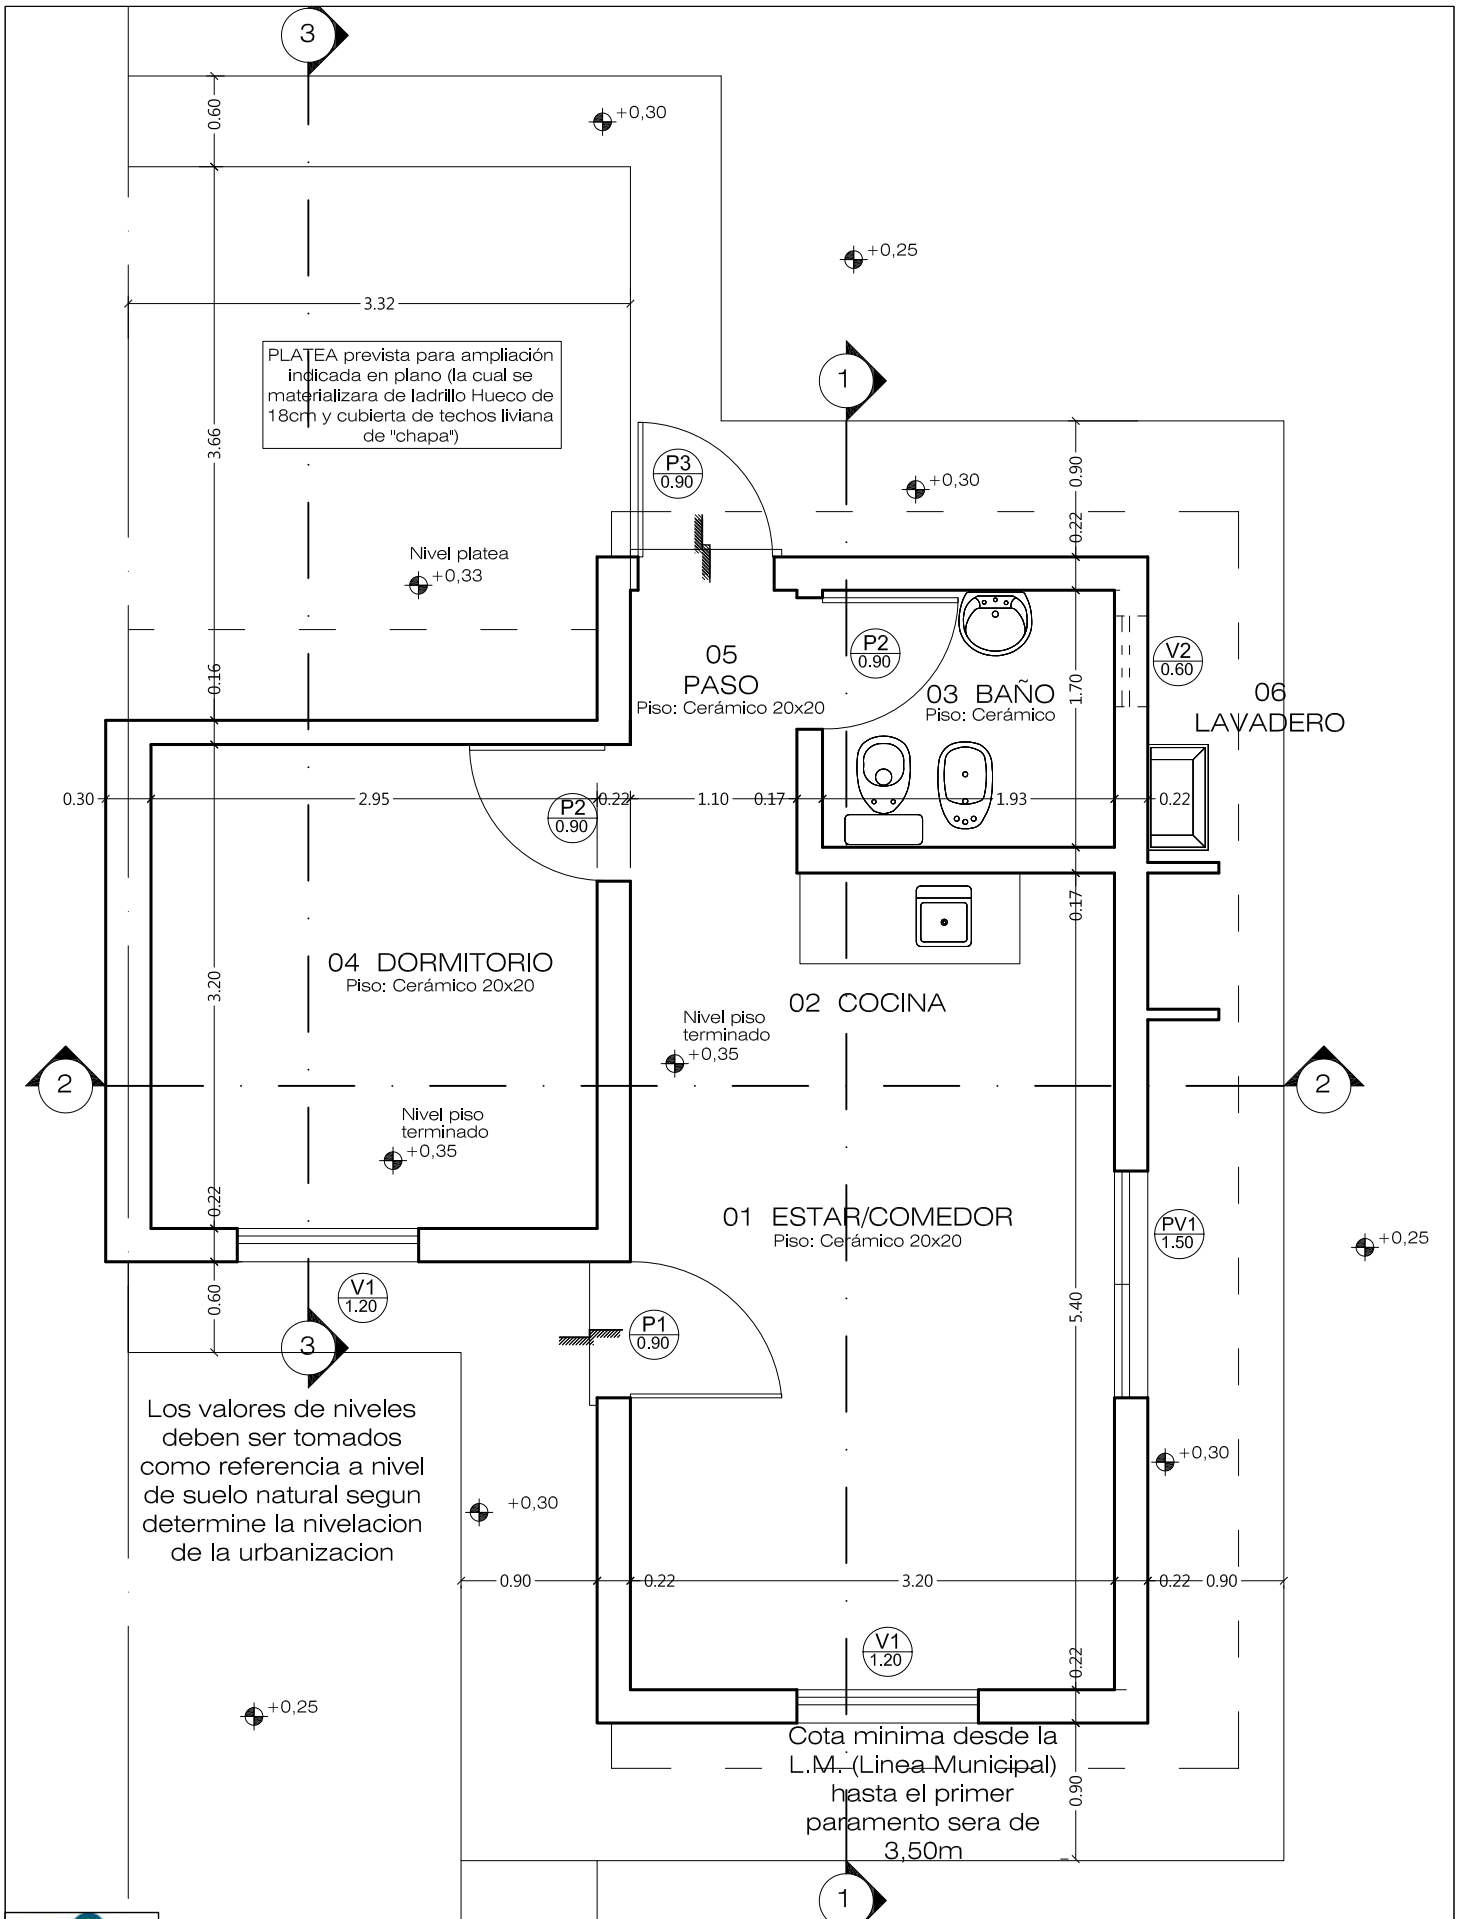 3
0.60
+0,30
+0,25
3.32
PLATEA prevista para ampliación
indicada en plano (la cual se
materializara de ladrillo Hueco de
18cm y cubierta de techos liviana
de "chapa")
1
3.66
P3
0.90
0.90
+0,30
0.22
Nivel platea
+0,33
05
PASO
Piso: Cerámico 20x20
P2
0.90
03 BAÑO
Piso: Cerámico
1.70
V2
0.60
06
LAVADERO
0.16
0.30
2.95
0.22
P2
0.90
1.10
0.17
1.93
0.22
0.17
04 DORMITORIO
Piso: Cerámico 20x20
3.20
02 COCINA
Nivel piso
terminado
+0,35
2
2
Nivel piso
terminado
+0,35
0.22
01 ESTAR/COMEDOR
Piso: Cerámico 20x20
PV1
1.50
+0,25
0.60
V1
1.20
P1
0.90
5.40
3
Los valores de niveles
deben ser tomados
como referencia a nivel
de suelo natural segun
determine la nivelacion
de la urbanizacion
+0,30
+0,30
0.90
0.22
3.20
0.22
0.90
V1
1.20
0.22
+0,25
Cota minima desde la
L.M. (Linea Municipal)
hasta el primer
paramento sera de
3,50m
0.90
1